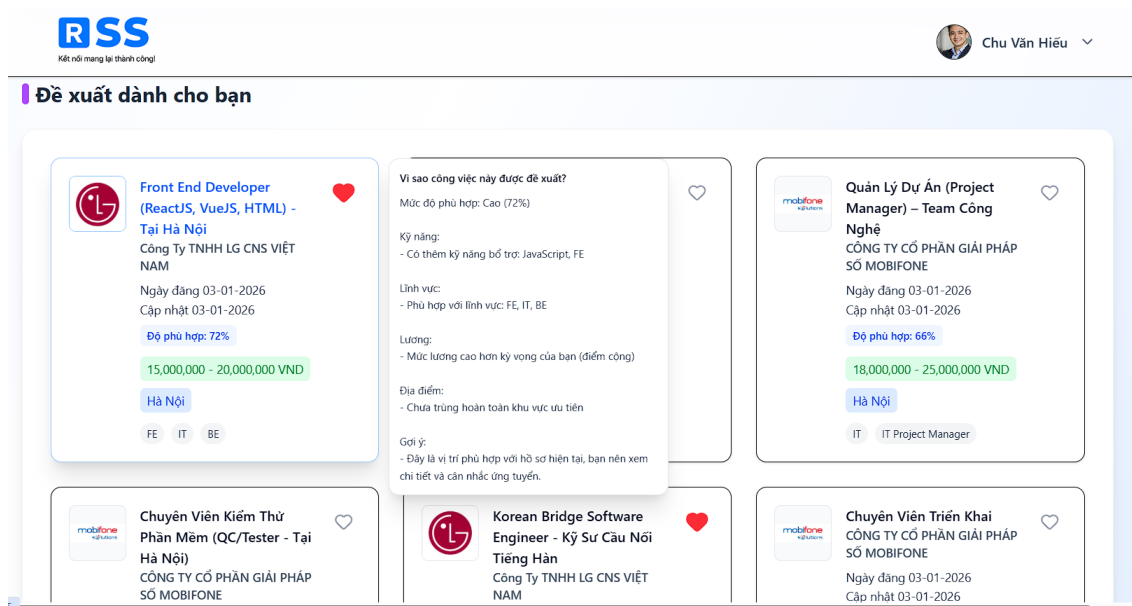 RSS
Kết nối mang lại thành công!
Chu Văn Hiếu
Đề xuất dành cho bạn
LG
Front End Developer
(ReactJS, VueJS, HTML) -
Tại Hà Nội
Công Ty TNHH LG CNS VIỆT
NAM
Ngày đăng 03-01-2026
Cập nhật 03-01-2026
Độ phù hợp: 72%
15,000,000 - 20,000,000 VND
Hà Nội
FE IT BE
Vì sao công việc này được đề xuất?
Mức độ phù hợp: Cao (72%)
Kỹ năng:
- Có thêm kỹ năng bổ trợ: JavaScript, FE
Lĩnh vực:
- Phù hợp với lĩnh vực: FE, IT, BE
Lương:
- Mức lương cao hơn kỳ vọng của bạn (điểm cộng)
Địa điểm:
- Chưa trùng hoàn toàn khu vực ưu tiên
Gợi ý:
- Đây là vị trí phù hợp với hồ sơ hiện tại, bạn nên xem
chi tiết và cân nhắc ứng tuyển.
mobifone
solutions
Quản Lý Dự Án (Project
Manager) – Team Công
Nghệ
CÔNG TY CỔ PHẦN GIẢI PHÁP
SỐ MOBIFONE
Ngày đăng 03-01-2026
Cập nhật 03-01-2026
Độ phù hợp: 66%
18,000,000 - 25,000,000 VND
Hà Nội
IT IT Project Manager
mobifone
solutions
Chuyên Viên Kiểm Thử
Phần Mềm (QC/Tester - Tại
Hà Nội)
CÔNG TY CỔ PHẦN GIẢI PHÁP
SỐ MOBIFONE
LG
Korean Bridge Software
Engineer - Kỹ Sư Cầu Nối
Tiếng Hàn
Công Ty TNHH LG CNS VIỆT
NAM
mobifone
solutions
Chuyên Viên Triển Khai
CÔNG TY CỔ PHẦN GIẢI PHÁP
SỐ MOBIFONE
Ngày đăng 03-01-2026
Cập nhật 03-01-2026